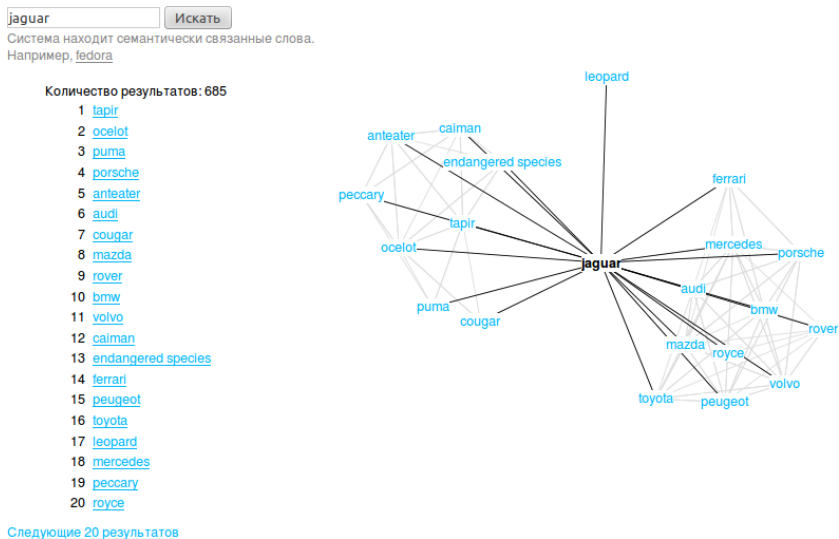 jaguar Искать
Система находит семантически связанные слова.
Например, fedora
Количество результатов: 685
1 tapir
2 ocelot
3 puma
4 porsche
5 anteater
6 audi
7 cougar
8 mazda
9 rover
10 bmw
11 volvo
12 caiman
13 endangered species
14 ferrari
15 peugeot
16 toyota
17 leopard
18 mercedes
19 peccary
20 royce
Следующие 20 результатов
leopard
caiman
anteater
endangered species
ferrari
peccary
tapir
mercedes
ocelot
porsche
jaguar
audi
puma
bmw
cougar
rover
mazda
royce
volvo
toyota
peugeot